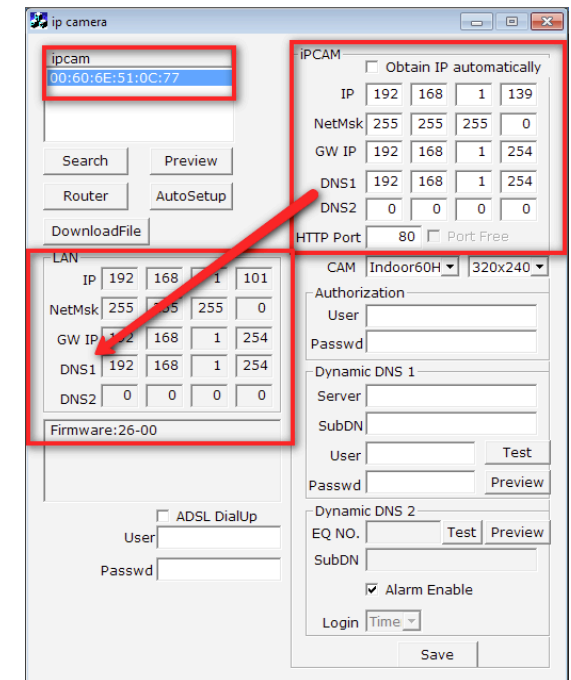 ip camera
ipcam
00:60:6E:51:0C:77
Search Preview
Router AutoSetup
DownloadFile
LAN
IP 192 168 1 101
NetMsk 255 255 255 0
GW IP 192 168 1 254
DNS1 192 168 1 254
DNS2 0 0 0 0
Firmware:26-00
ADSL DialUp
User
Passwd
iPCAM
Obtain IP automatically
IP 192 168 1 139
NetMsk 255 255 255 0
GW IP 192 168 1 254
DNS1 192 168 1 254
DNS2 0 0 0 0
HTTP Port 80 Port Free
CAM Indoor60H 320x240
Authorization
User
Passwd
Dynamic DNS 1
Server
SubDN
User Test
Passwd Preview
Dynamic DNS 2
EQ NO. Test Preview
SubDN
Alarm Enable
Login Time
Save